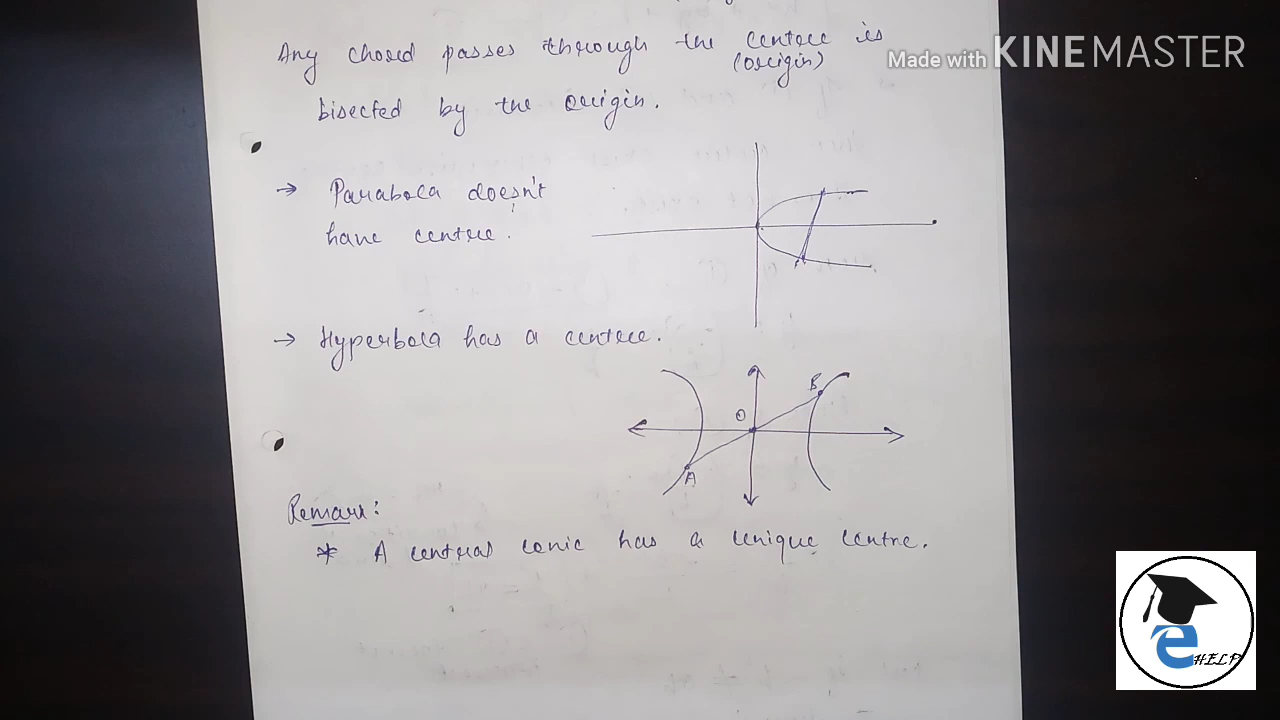 Any chord passes through the centre is
(origin)
bisected by the origin.
→ Parabola doesn't
have centre.
→ Hyperbola has a centre.
O
B
A
Remark:
* A central conic has a unique centre.
Made with KINEMASTER
e HELP